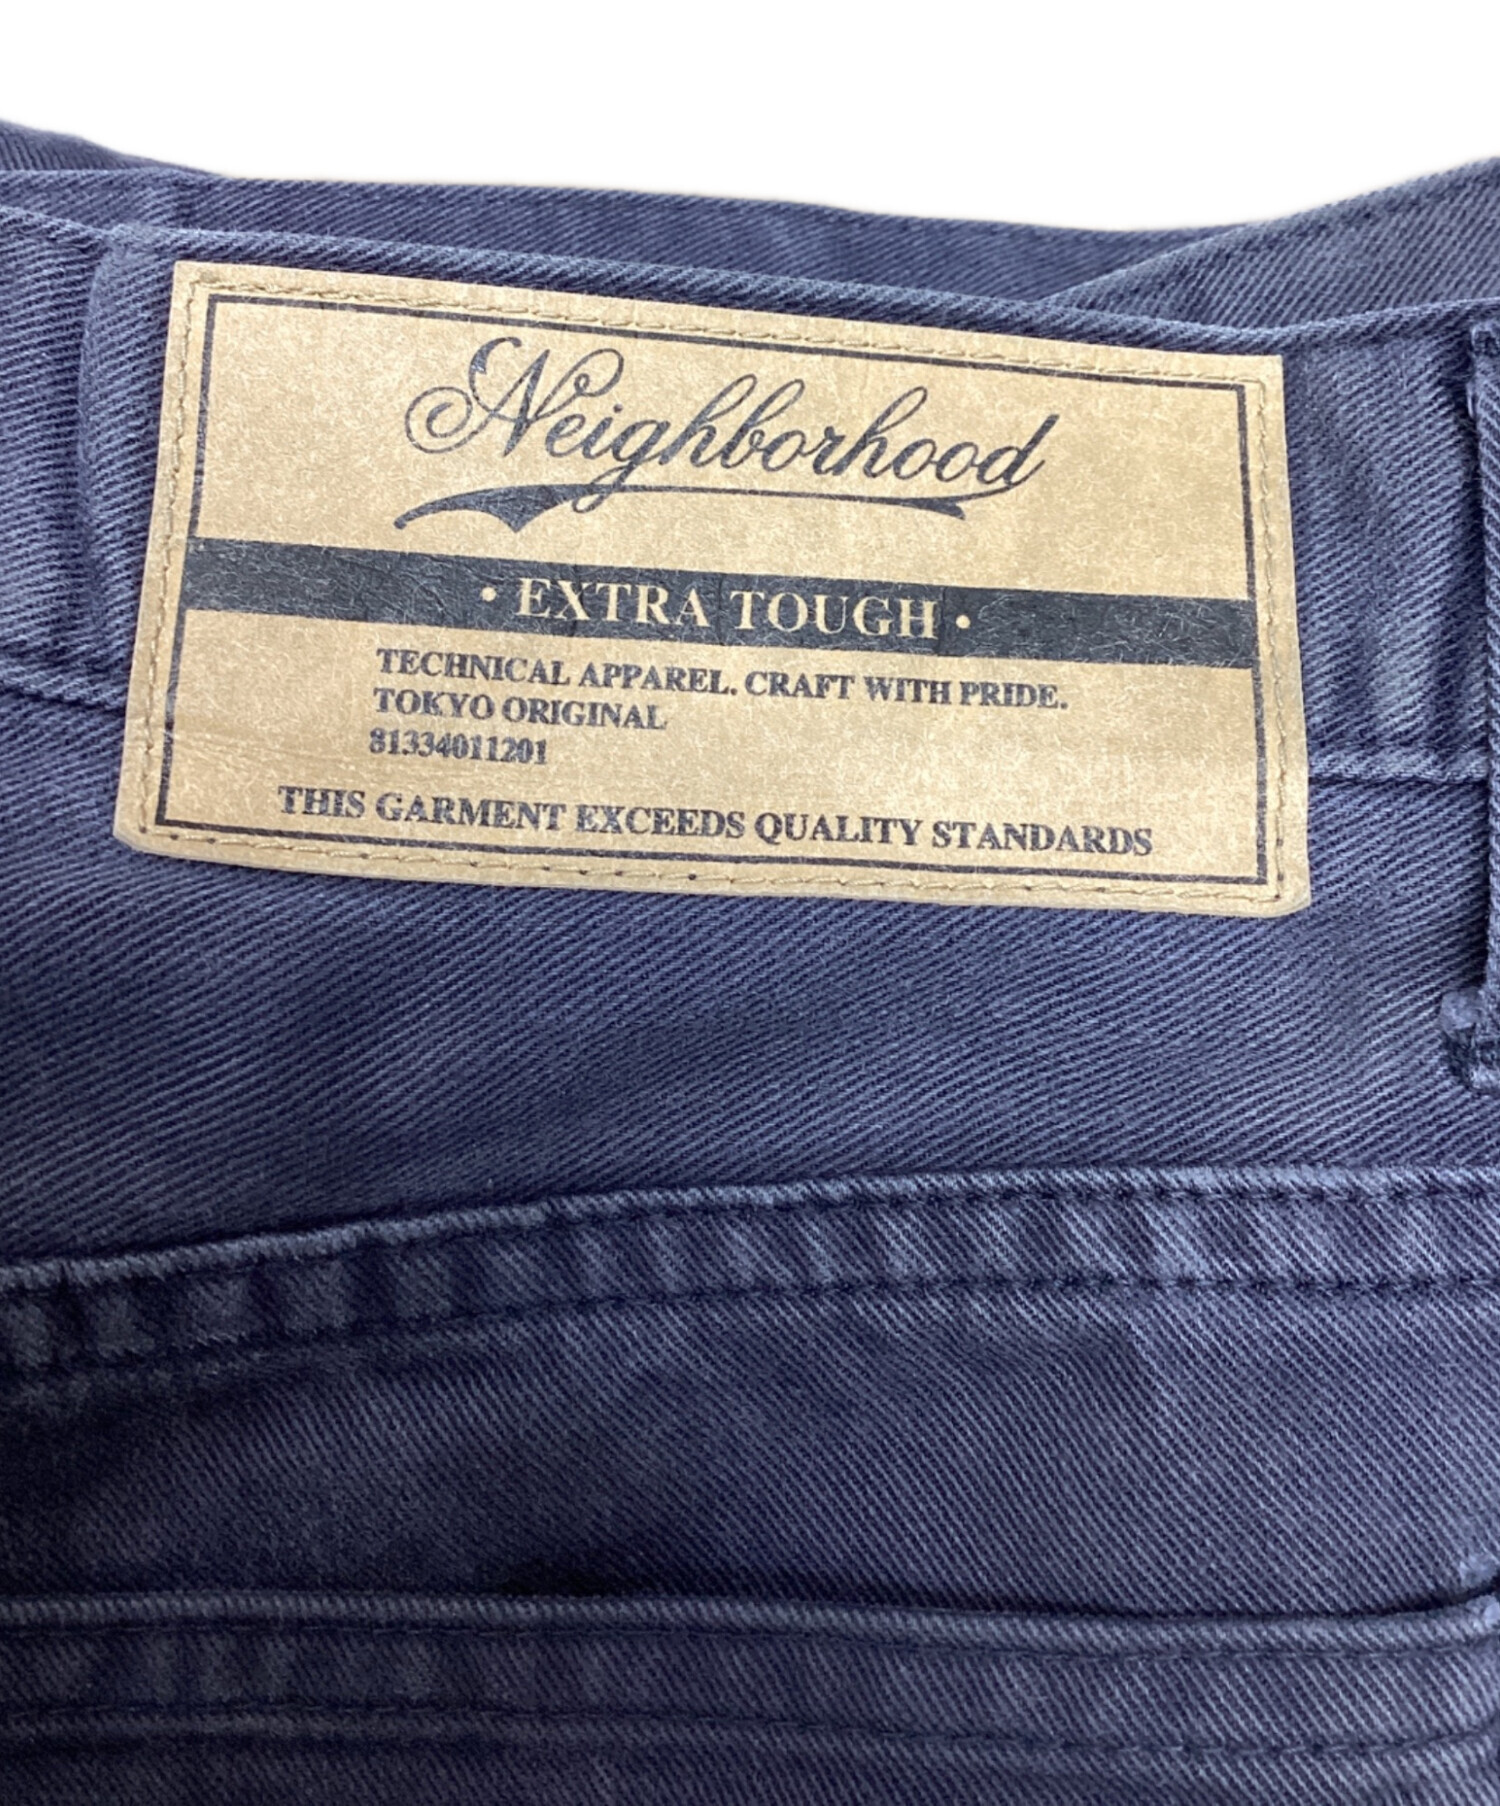 Neighborhood
· EXTRA TOUGH ·
TECHNICAL APPAREL. CRAFT WITH PRIDE.
TOKYO ORIGINAL
81334011201
THIS GARMENT EXCEEDS QUALITY STANDARDS